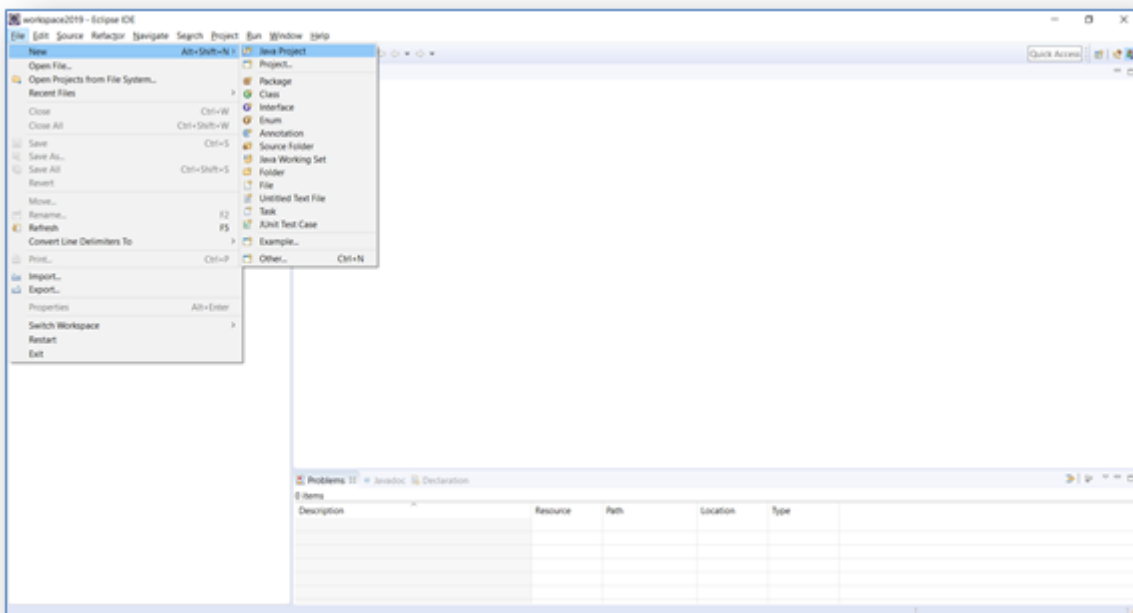 workspace2019 - Eclipse IDE
File Edit Source Refactor Navigate Search Project Run Window Help
Quick Access
New Alt+Shift+N
Open File...
Open Projects from File System...
Recent Files
Close Ctrl+W
Close All Ctrl+Shift+W
Save Ctrl+S
Save As...
Save All Ctrl+Shift+S
Revert
Move...
Rename... F2
Refresh F5
Convert Line Delimiters To
Print... Ctrl+P
Import...
Export...
Properties Alt+Enter
Switch Workspace
Restart
Exit
Java Project
Project...
Package
Class
Interface
Enum
Annotation
Source Folder
Java Working Set
Folder
File
Untitled Text File
Task
JUnit Test Case
Example...
Other... Ctrl+N
Problems Javadoc Declaration
0 items
Description Resource Path Location Type